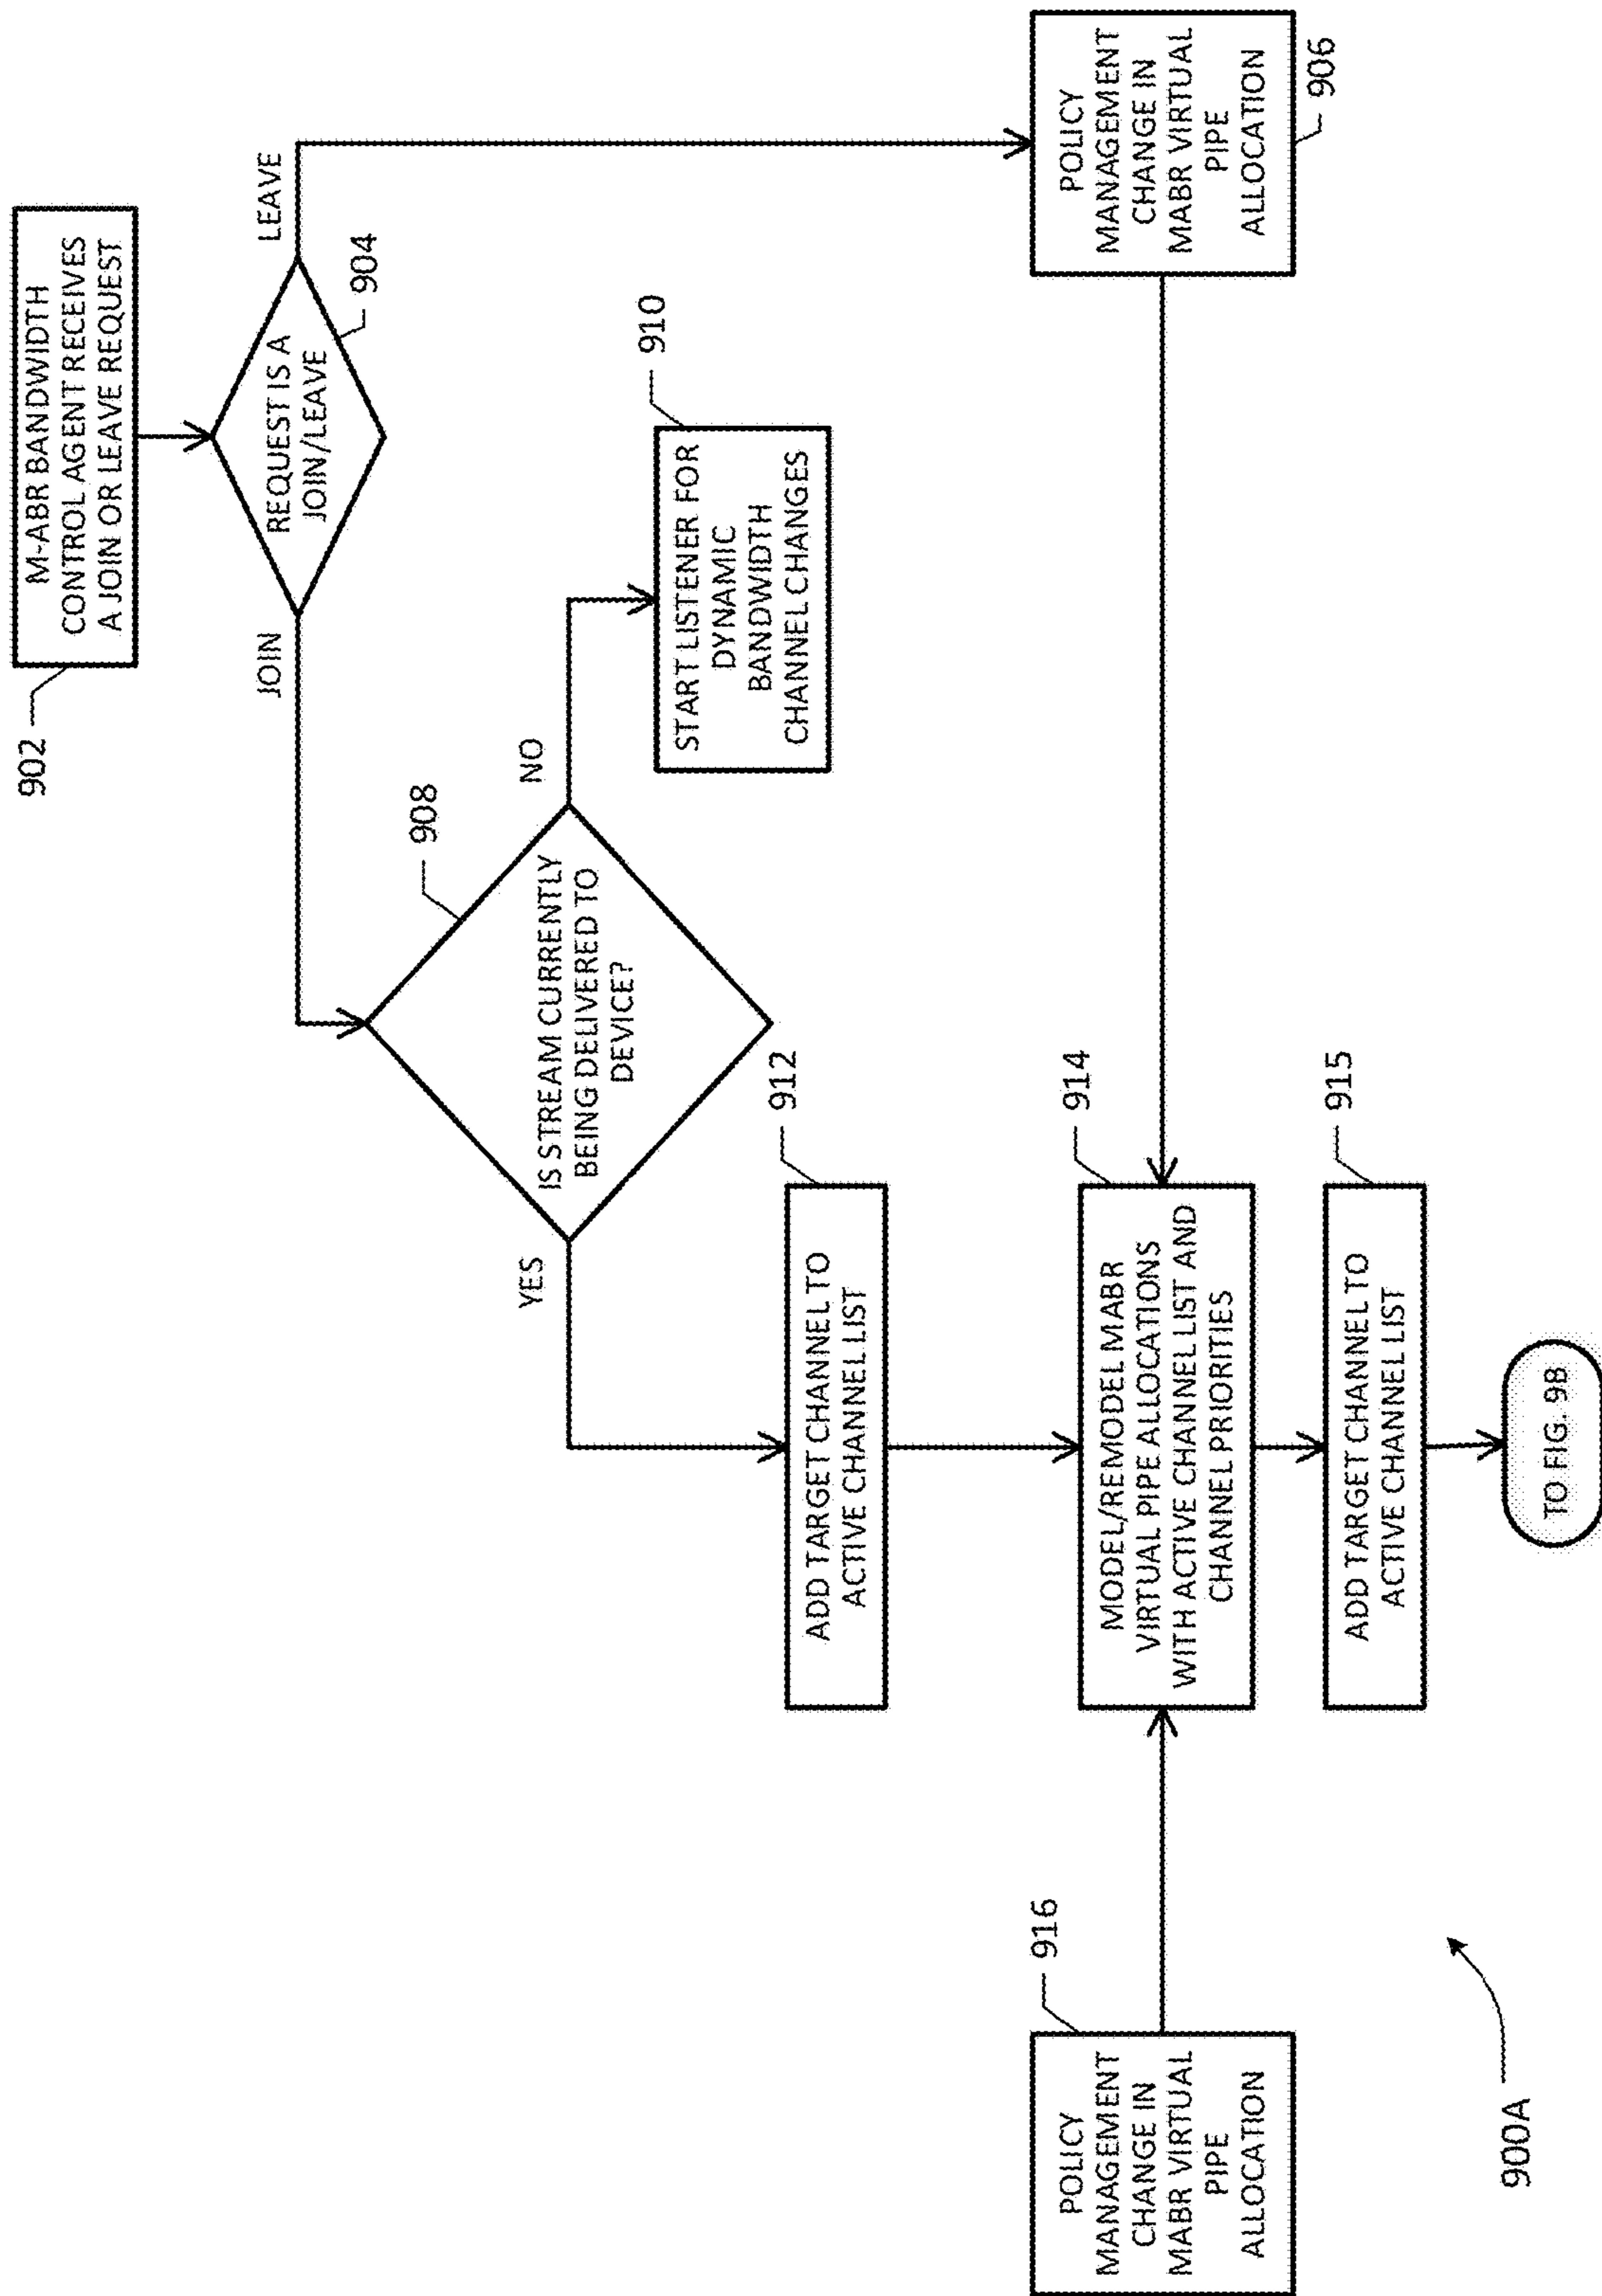 902
M-ABR BANDWIDTH
CONTROL AGENT RECEIVES
A JOIN OR LEAVE REQUEST
JOIN
REQUEST IS A
JOIN/LEAVE
LEAVE
904
908
IS STREAM CURRENTLY
BEING DELIVERED TO
DEVICE?
YES
NO
910
START LISTENER FOR
DYNAMIC
BANDWIDTH
CHANNEL CHANGES
912
ADD TARGET CHANNEL TO
ACTIVE CHANNEL LIST
916
POLICY
MANAGEMENT
CHANGE IN
MABR VIRTUAL
PIPE
ALLOCATION
914
MODEL/REMODEL MABR
VIRTUAL PIPE ALLOCATIONS
WITH ACTIVE CHANNEL LIST AND
CHANNEL PRIORITIES
POLICY
MANAGEMENT
CHANGE IN
MABR VIRTUAL
PIPE
ALLOCATION
906
915
ADD TARGET CHANNEL TO
ACTIVE CHANNEL LIST
TO FIG. 9B
900A